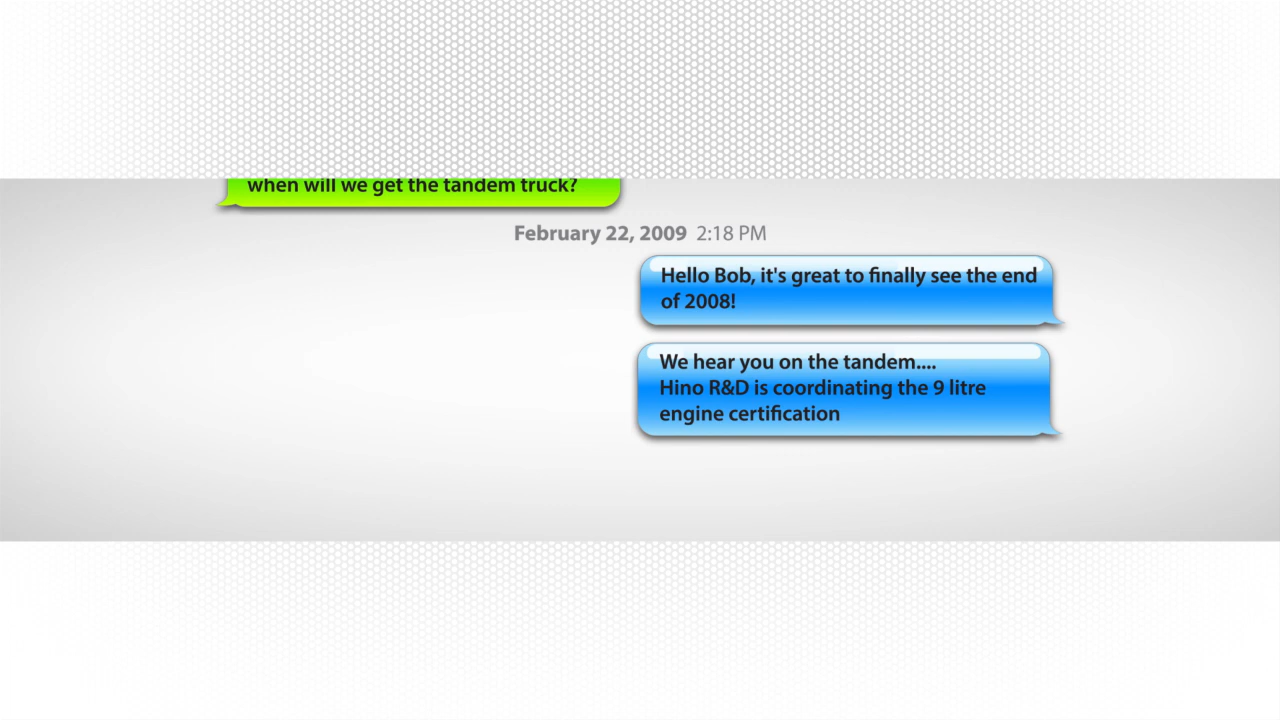 when will we get the tandem truck?
February 22, 2009 2:18 PM
Hello Bob, it's great to finally see the end
of 2008!
We hear you on the tandem....
Hino R&D is coordinating the 9 litre
engine certification